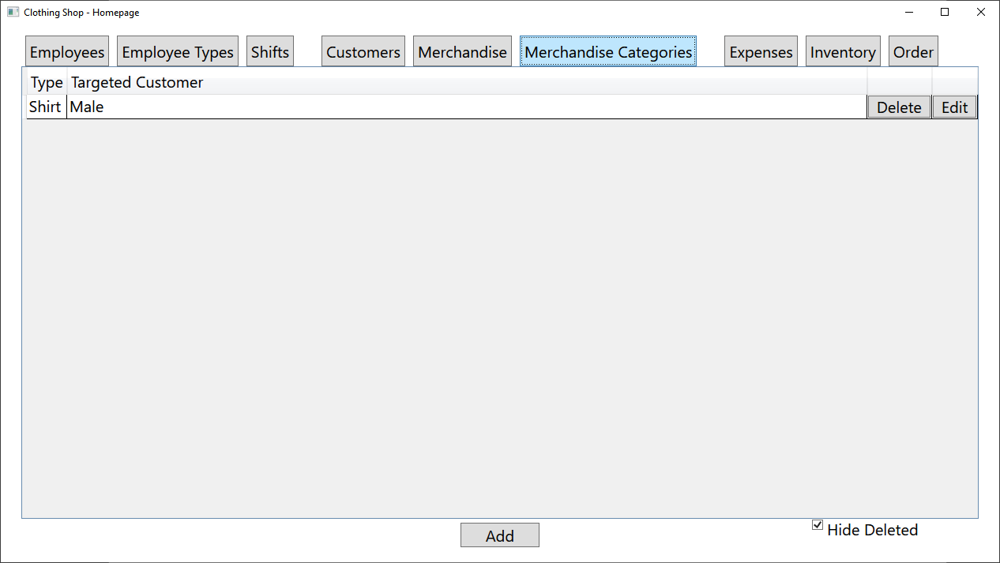 Clothing Shop - Homepage
Employees Employee Types Shifts Customers Merchandise Merchandise Categories Expenses Inventory Order
Type Targeted Customer
Shirt Male Delete Edit
Add Hide Deleted